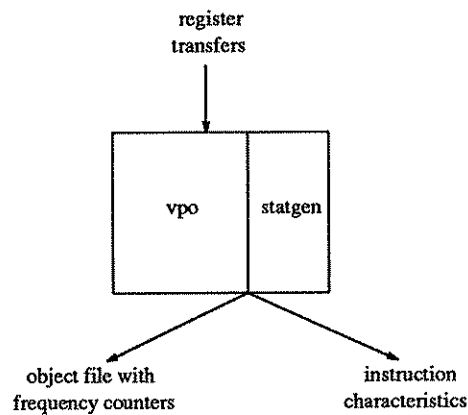 register
transfers
vpo
statgen
object file with
frequency counters
instruction
characteristics